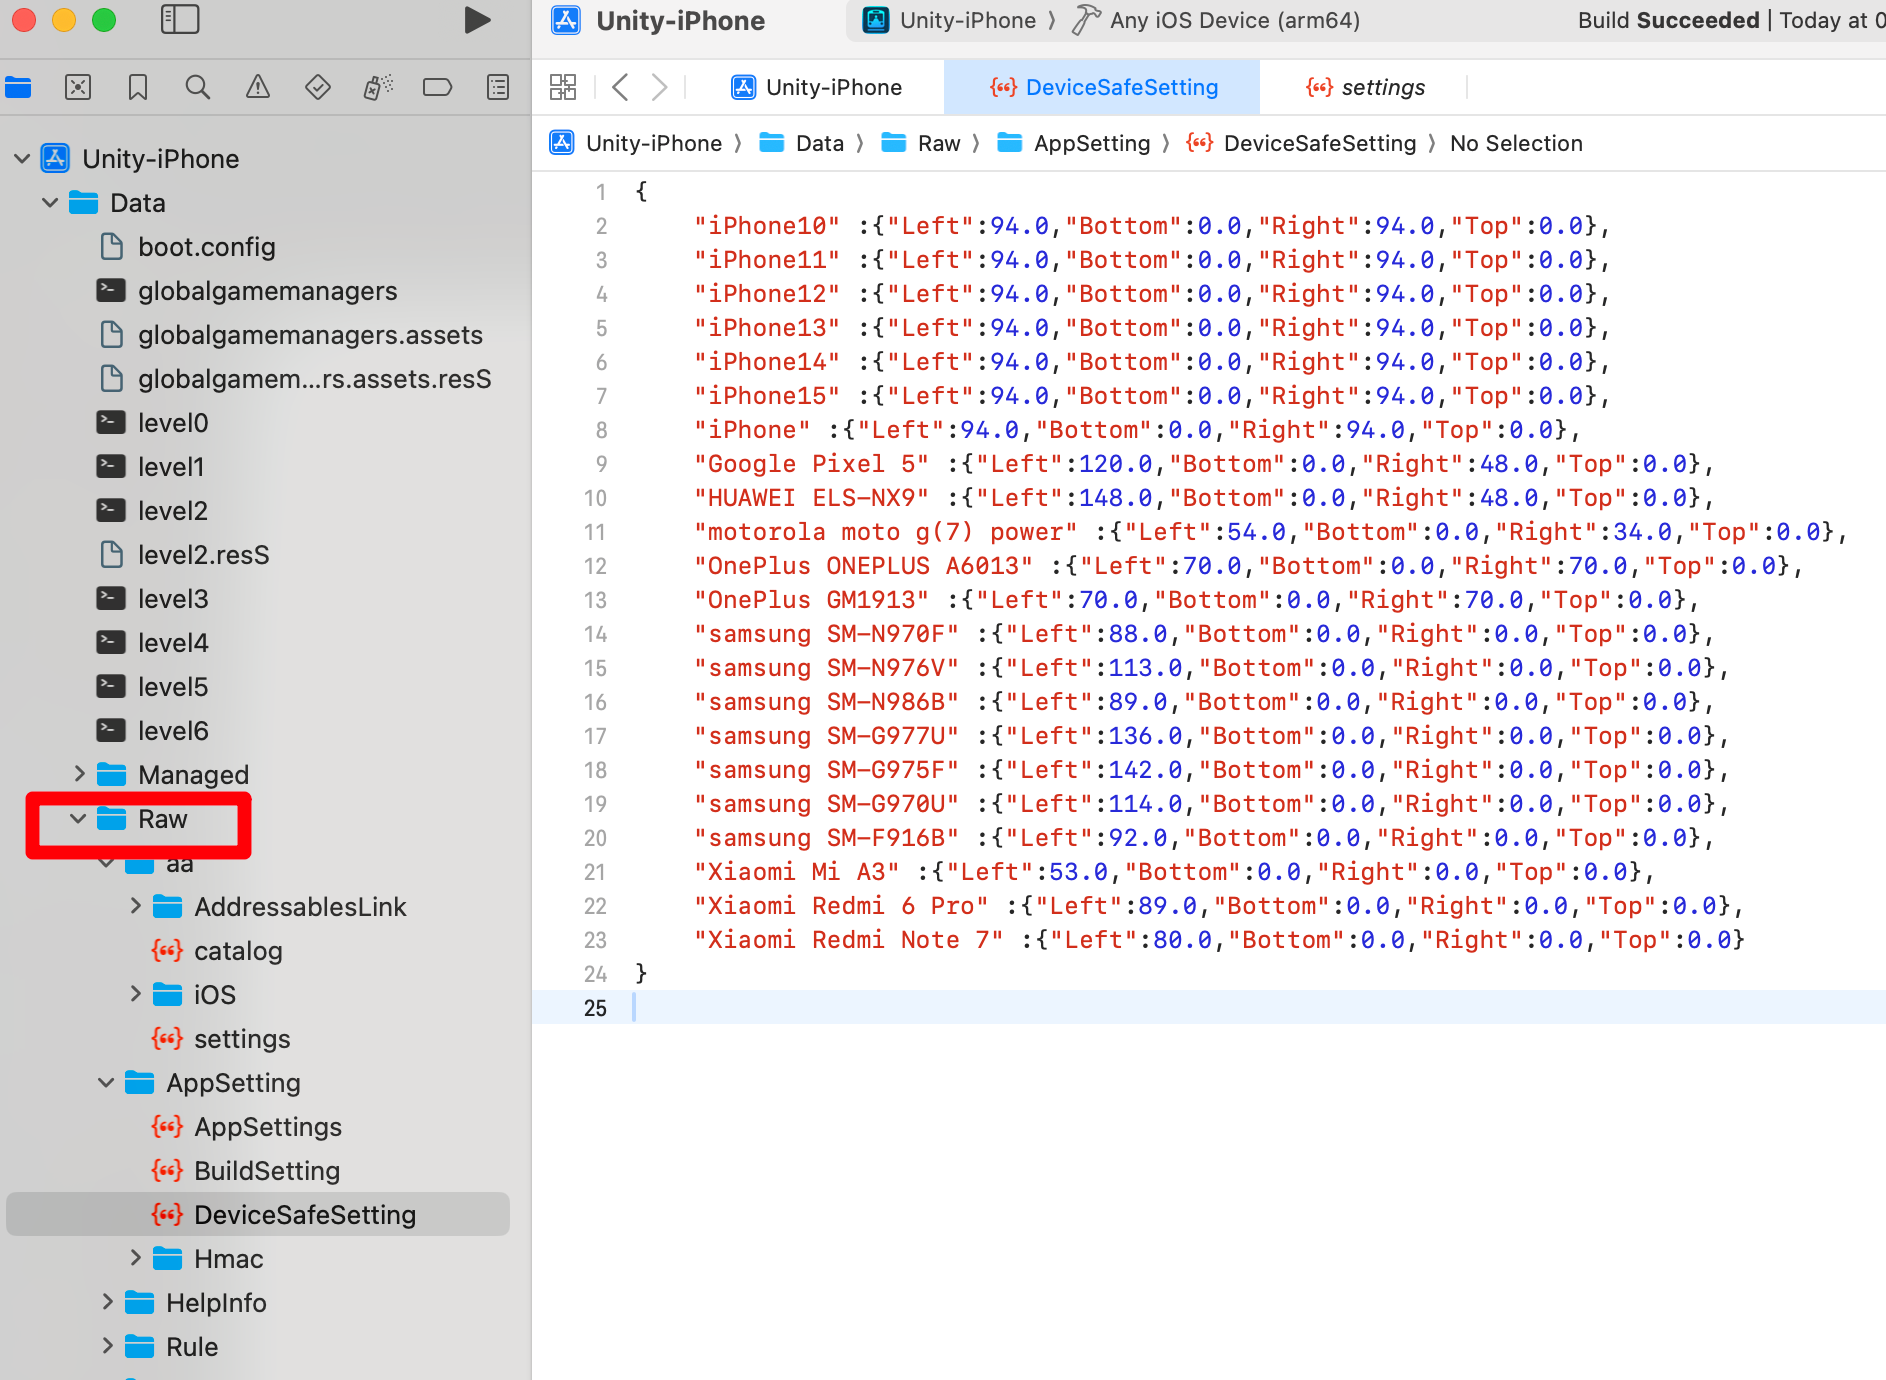 Unity-iPhone
Unity-iPhone 〉 Any iOS Device (arm64)
Build Succeeded | Today at 0
Unity-iPhone
DeviceSafeSetting
settings
Unity-iPhone 〉 Data 〉 Raw 〉 AppSetting 〉 DeviceSafeSetting 〉 No Selection
Unity-iPhone
Data
boot.config
globalgamemanagers
globalgamemanagers.assets
globalgamem...rs.assets.resS
level0
level1
level2
level2.resS
level3
level4
level5
level6
Managed
Raw
aa
AddressablesLink
catalog
iOS
settings
AppSetting
AppSettings
BuildSetting
DeviceSafeSetting
Hmac
HelpInfo
Rule
1 {
2 "iPhone10" :{"Left":94.0,"Bottom":0.0,"Right":94.0,"Top":0.0},
3 "iPhone11" :{"Left":94.0,"Bottom":0.0,"Right":94.0,"Top":0.0},
4 "iPhone12" :{"Left":94.0,"Bottom":0.0,"Right":94.0,"Top":0.0},
5 "iPhone13" :{"Left":94.0,"Bottom":0.0,"Right":94.0,"Top":0.0},
6 "iPhone14" :{"Left":94.0,"Bottom":0.0,"Right":94.0,"Top":0.0},
7 "iPhone15" :{"Left":94.0,"Bottom":0.0,"Right":94.0,"Top":0.0},
8 "iPhone" :{"Left":94.0,"Bottom":0.0,"Right":94.0,"Top":0.0},
9 "Google Pixel 5" :{"Left":120.0,"Bottom":0.0,"Right":48.0,"Top":0.0},
10 "HUAWEI ELS-NX9" :{"Left":148.0,"Bottom":0.0,"Right":48.0,"Top":0.0},
11 "motorola moto g(7) power" :{"Left":54.0,"Bottom":0.0,"Right":34.0,"Top":0.0},
12 "OnePlus ONEPLUS A6013" :{"Left":70.0,"Bottom":0.0,"Right":70.0,"Top":0.0},
13 "OnePlus GM1913" :{"Left":70.0,"Bottom":0.0,"Right":70.0,"Top":0.0},
14 "samsung SM-N970F" :{"Left":88.0,"Bottom":0.0,"Right":0.0,"Top":0.0},
15 "samsung SM-N976V" :{"Left":113.0,"Bottom":0.0,"Right":0.0,"Top":0.0},
16 "samsung SM-N986B" :{"Left":89.0,"Bottom":0.0,"Right":0.0,"Top":0.0},
17 "samsung SM-G977U" :{"Left":136.0,"Bottom":0.0,"Right":0.0,"Top":0.0},
18 "samsung SM-G975F" :{"Left":142.0,"Bottom":0.0,"Right":0.0,"Top":0.0},
19 "samsung SM-G970U" :{"Left":114.0,"Bottom":0.0,"Right":0.0,"Top":0.0},
20 "samsung SM-F916B" :{"Left":92.0,"Bottom":0.0,"Right":0.0,"Top":0.0},
21 "Xiaomi Mi A3" :{"Left":53.0,"Bottom":0.0,"Right":0.0,"Top":0.0},
22 "Xiaomi Redmi 6 Pro" :{"Left":89.0,"Bottom":0.0,"Right":0.0,"Top":0.0},
23 "Xiaomi Redmi Note 7" :{"Left":80.0,"Bottom":0.0,"Right":0.0,"Top":0.0}
24 }
25